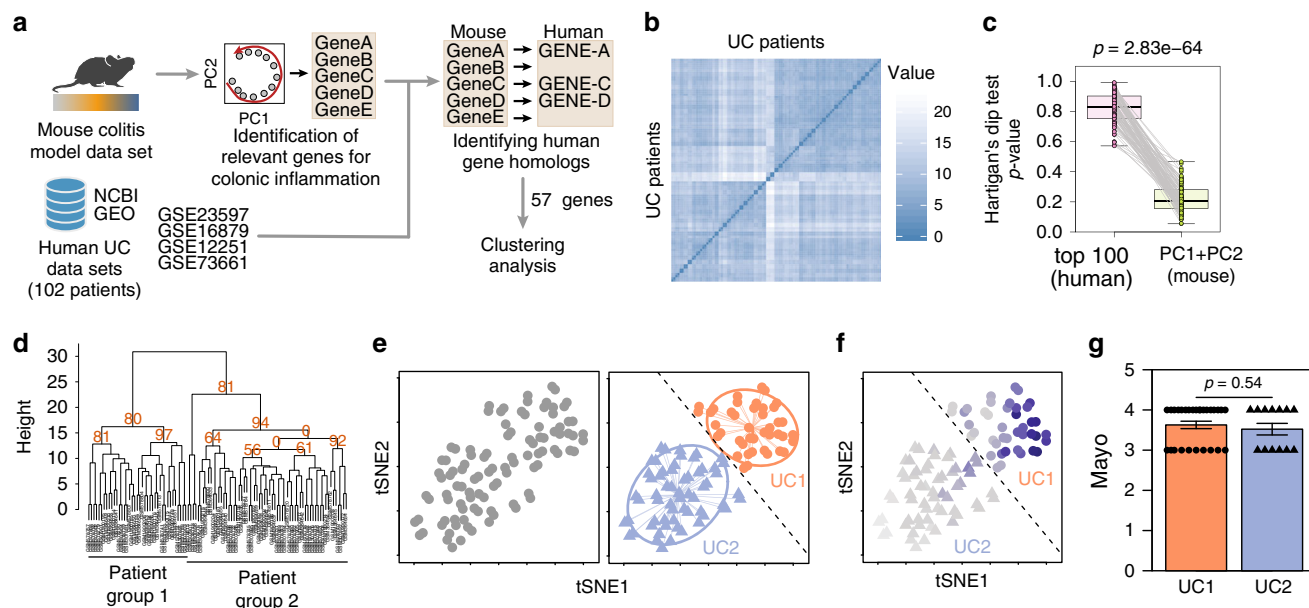 a
Mouse colitis
model data set
NCBI
GEO
Human UC
data sets
(102 patients)
PC2
PC1
Identification of
relevant genes for
colonic inflammation
GeneA
GeneB
GeneC
GeneD
GeneE
GSE23597
GSE16879
GSE12251
GSE73661
Mouse
GeneA
GeneB
GeneC
GeneD
GeneE
Human
GENE-A
GENE-C
GENE-D
Identifying human
gene homologs
57 genes
Clustering
analysis
b
UC patients
UC patients
Value
20
15
10
5
0
c
p = 2.83e−64
Hartigan's dip test
p-value
1.0
0.8
0.6
0.4
0.2
0.0
top 100
(human)
PC1+PC2
(mouse)
d
Height
30
25
20
15
10
5
0
81
80
94
81
97
64
56
0
0
61
92
Patient
group 1
Patient
group 2
e
tSNE2
tSNE1
UC1
UC2
f
tSNE2
tSNE1
UC1
UC2
g
Mayo
5
4
3
2
0
p = 0.54
UC1
UC2